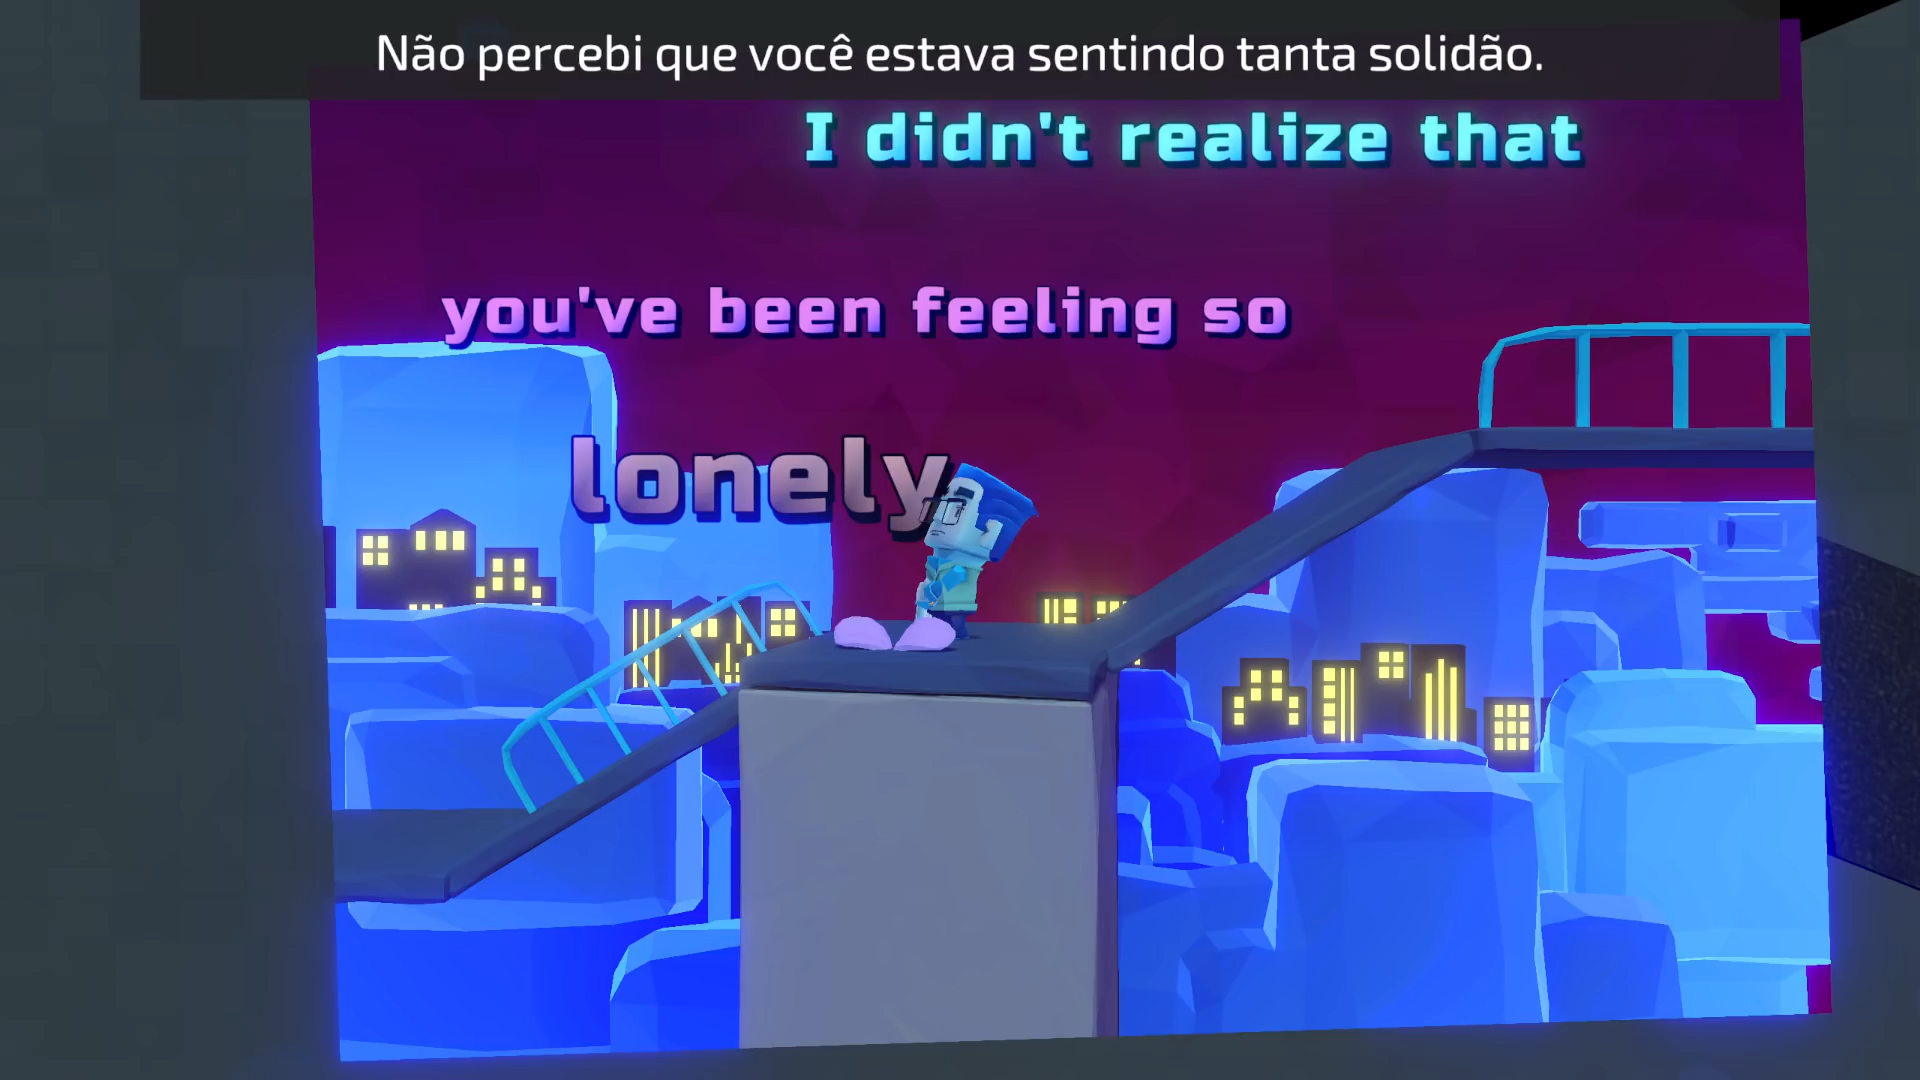 Não percebi que você estava sentindo tanta solidão.
I didn't realize that
you've been feeling so
lonely